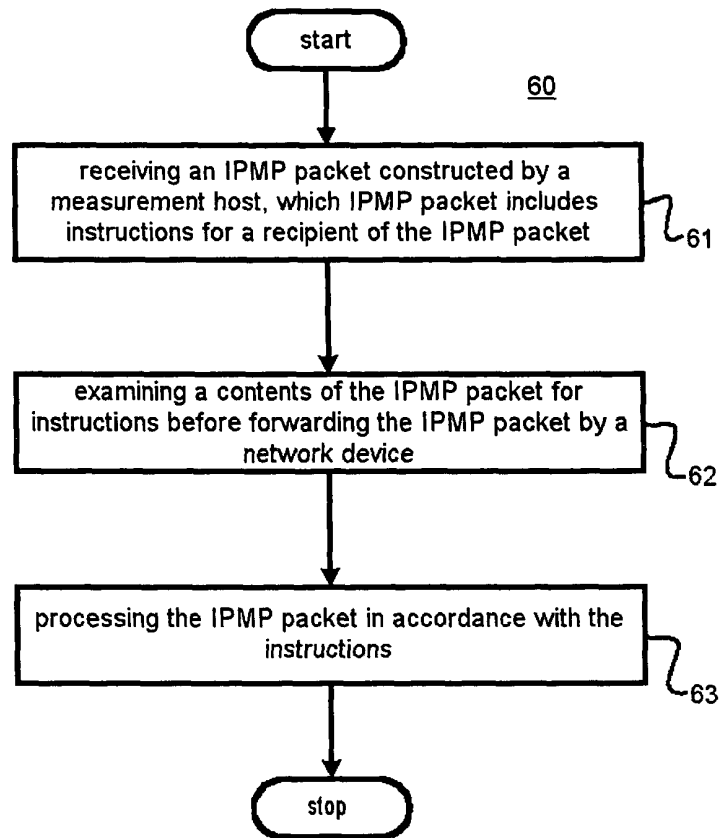 start
60
receiving an IPMP packet constructed by a
measurement host, which IPMP packet includes
instructions for a recipient of the IPMP packet
61
examining a contents of the IPMP packet for
instructions before forwarding the IPMP packet by a
network device
62
processing the IPMP packet in accordance with the
instructions
63
stop